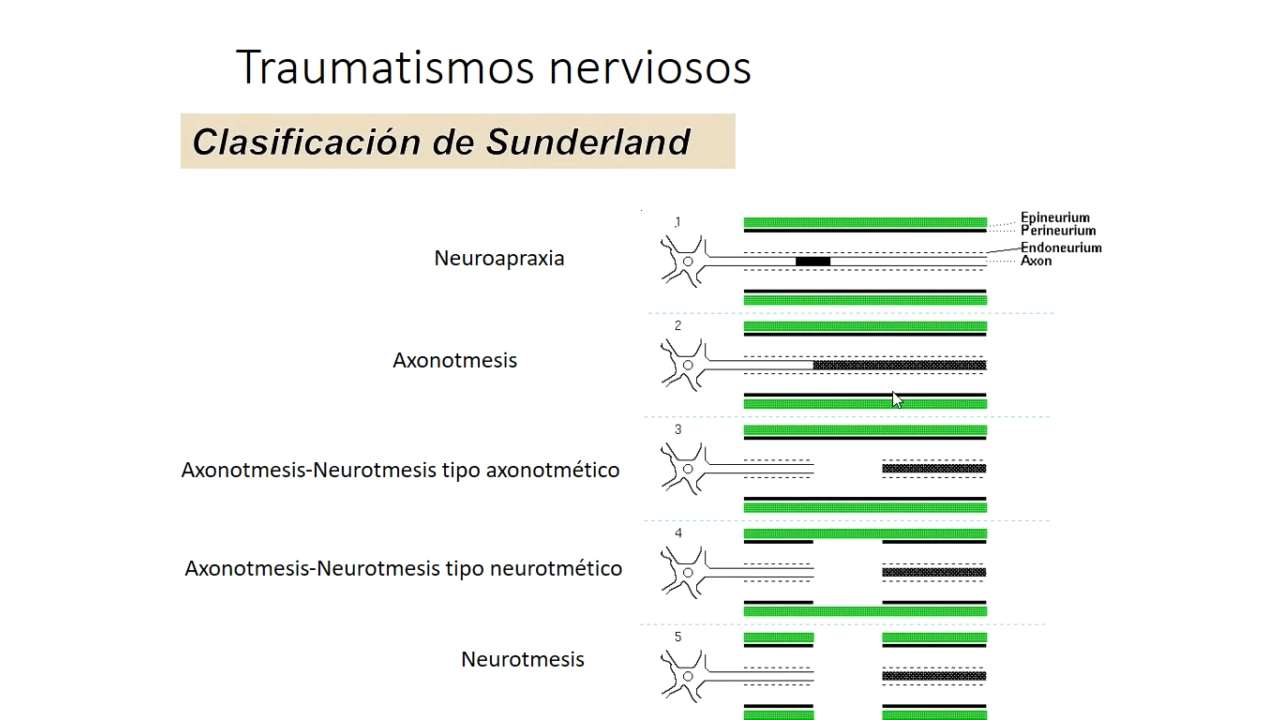 Traumatismos nerviosos
Clasificación de Sunderland
1
Epineurium
Perineurium
Endoneurium
Axon
Neuroapraxia
2
Axonotmesis
3
Axonotmesis-Neurotmesis tipo axonotmético
4
Axonotmesis-Neurotmesis tipo neurotmético
5
Neurotmesis